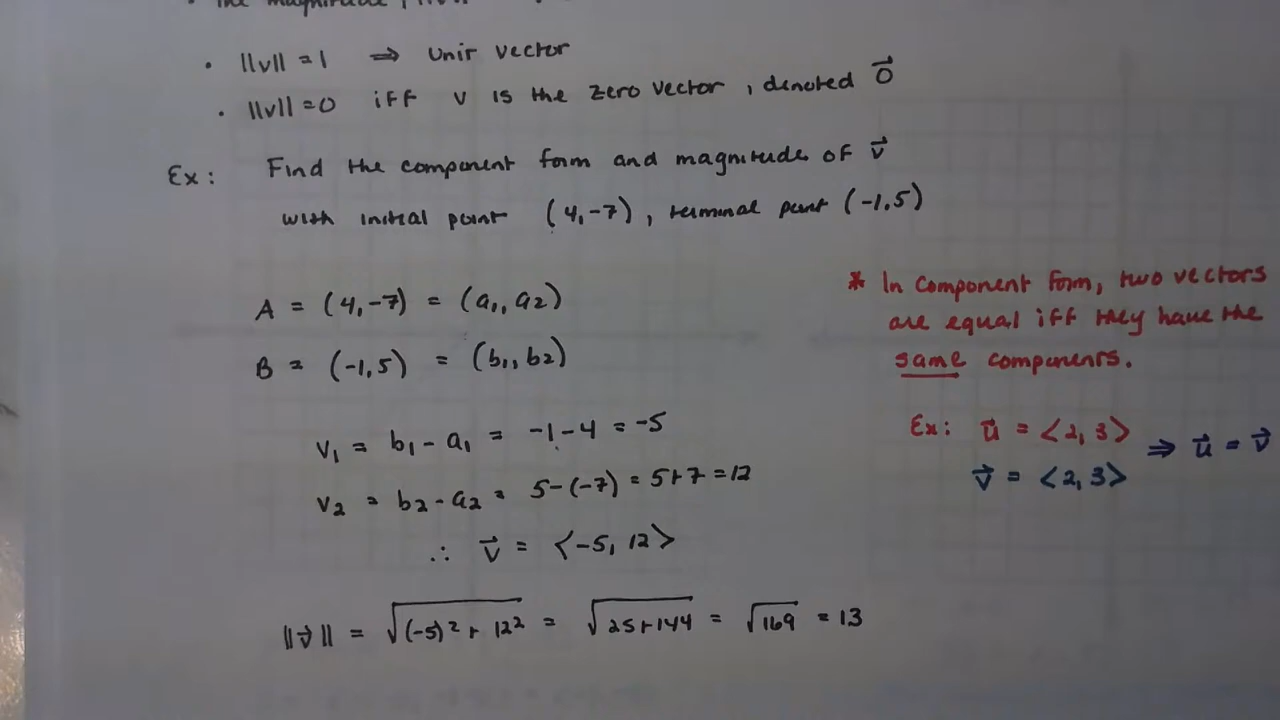 • The magnitude,
• ||v|| = 1 ⟹ Unit vector
• ||v|| = 0 iff v is the zero vector, denoted 0⃗
Ex: Find the component form and magnitude of v⃗
with initial point (4, -7), terminal point (-1, 5)
A = (4, -7) = (a₁, a₂)
B = (-1, 5) = (b₁, b₂)
v₁ = b₁ - a₁ = -1 - 4 = -5
v₂ = b₂ - a₂ = 5 - (-7) = 5 + 7 = 12
∴ v⃗ = <-5, 12>
||v⃗|| = √((-5)² + 12²) = √(25 + 144) = √169 = 13
* In component form, two vectors
are equal iff they have the
same components.
Ex: u⃗ = <2, 3>
v⃗ = <2, 3> ⟹ u⃗ = v⃗